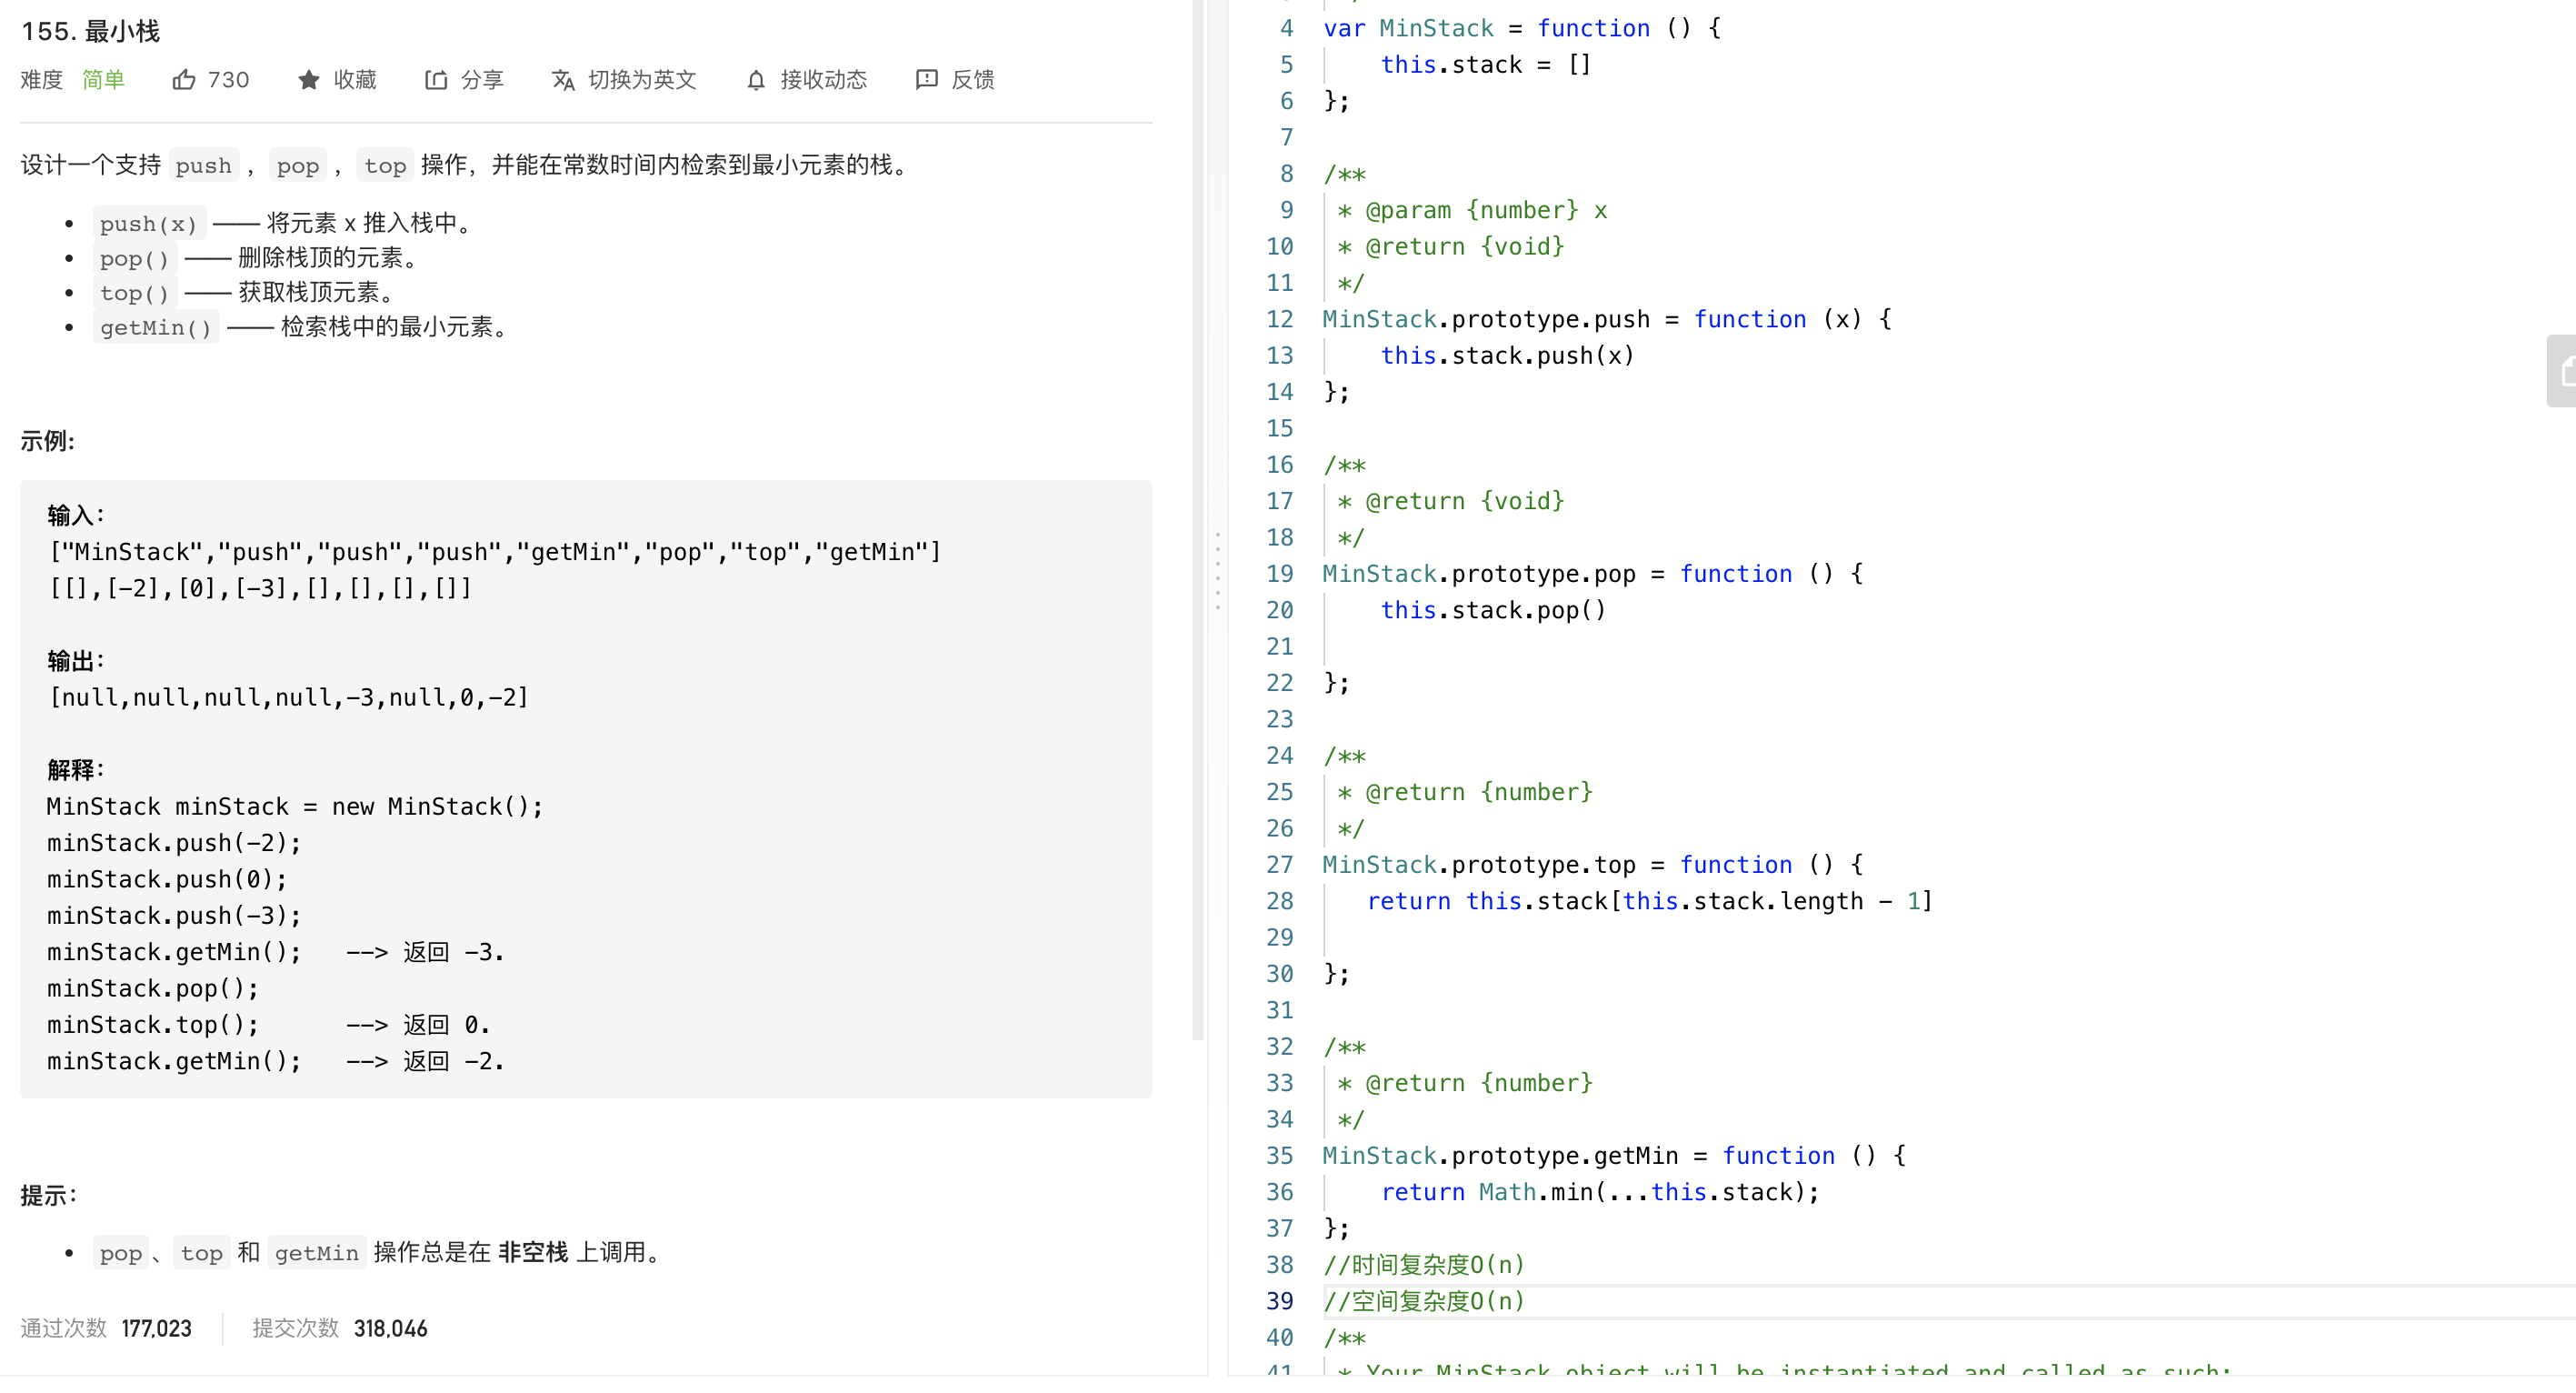 155. 最小栈
难度 简单 730 收藏 分享 切换为英文 接收动态 反馈
设计一个支持 push ，pop ，top 操作，并能在常数时间内检索到最小元素的栈。
• push(x) —— 将元素 x 推入栈中。
• pop() —— 删除栈顶的元素。
• top() —— 获取栈顶元素。
• getMin() —— 检索栈中的最小元素。
示例:
输入：
["MinStack","push","push","push","getMin","pop","top","getMin"]
[[],[-2],[0],[-3],[],[],[],[]]
输出：
[null,null,null,null,-3,null,0,-2]
解释：
MinStack minStack = new MinStack();
minStack.push(-2);
minStack.push(0);
minStack.push(-3);
minStack.getMin();   --> 返回 -3.
minStack.pop();
minStack.top();      --> 返回 0.
minStack.getMin();   --> 返回 -2.
提示：
• pop、top 和 getMin 操作总是在 非空栈 上调用。
通过次数 177,023 提交次数 318,046
4 var MinStack = function () {
5     this.stack = []
6 };
7
8 /**
9  * @param {number} x
10  * @return {void}
11  */
12 MinStack.prototype.push = function (x) {
13     this.stack.push(x)
14 };
15
16 /**
17  * @return {void}
18  */
19 MinStack.prototype.pop = function () {
20     this.stack.pop()
21
22 };
23
24 /**
25  * @return {number}
26  */
27 MinStack.prototype.top = function () {
28    return this.stack[this.stack.length - 1]
29
30 };
31
32 /**
33  * @return {number}
34  */
35 MinStack.prototype.getMin = function () {
36     return Math.min(...this.stack);
37 };
38 //时间复杂度O(n)
39 //空间复杂度O(n)
40 /**
41  * Your MinStack object will be instantiated and called as such: